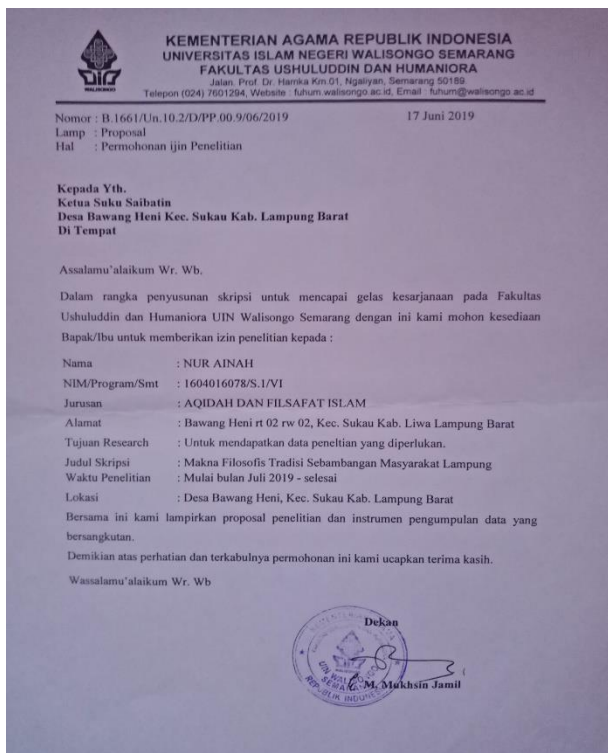 KEMENTERIAN AGAMA REPUBLIK INDONESIA
UNIVERSITAS ISLAM NEGERI WALISONGO SEMARANG
FAKULTAS USHULUDDIN DAN HUMANIORA
Jalan. Prof. Dr. Hamka Km.01, Ngaliyan, Semarang 50189
Telepon (024) 7601294, Website : fuhum.walisongo.ac.id, Email : fuhum@walisongo.ac.id
WALISONGO
Nomor : B.1661/Un.10.2/D/PP.00.9/06/2019 17 Juni 2019
Lamp : Proposal
Hal : Permohonan ijin Penelitian
Kepada Yth.
Ketua Suku Saibatin
Desa Bawang Heni Kec. Sukau Kab. Lampung Barat
Di Tempat
Assalamu'alaikum Wr. Wb.
Dalam rangka penyusunan skripsi untuk mencapai gelas kesarjanaan pada Fakultas
Ushuluddin dan Humaniora UIN Walisongo Semarang dengan ini kami mohon kesediaan
Bapak/Ibu untuk memberikan izin penelitian kepada :
Nama : NUR AINAH
NIM/Program/Smt : 1604016078/S.1/VI
Jurusan : AQIDAH DAN FILSAFAT ISLAM
Alamat : Bawang Heni rt 02 rw 02, Kec. Sukau Kab. Liwa Lampung Barat
Tujuan Research : Untuk mendapatkan data peneltian yang diperlukan.
Judul Skripsi : Makna Filosofis Tradisi Sebambangan Masyarakat Lampung
Waktu Penelitian : Mulai bulan Juli 2019 - selesai
Lokasi : Desa Bawang Heni, Kec. Sukau Kab. Lampung Barat
Bersama ini kami lampirkan proposal penelitian dan instrumen pengumpulan data yang
bersangkutan.
Demikian atas perhatian dan terkabulnya permohonan ini kami ucapkan terima kasih.
Wassalamu'alaikum Wr. Wb
Dekan
UIN WALISONGO
SEMARANG
REPUBLIK INDONESIA
M. Mukhsin Jamil